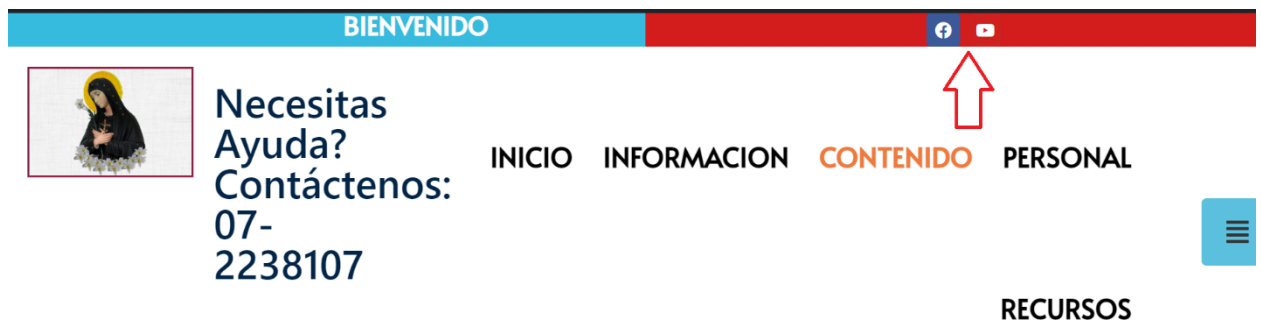 BIENVENIDO
Necesitas
Ayuda?
Contáctenos:
07-
2238107
INICIO INFORMACION CONTENIDO PERSONAL
RECURSOS